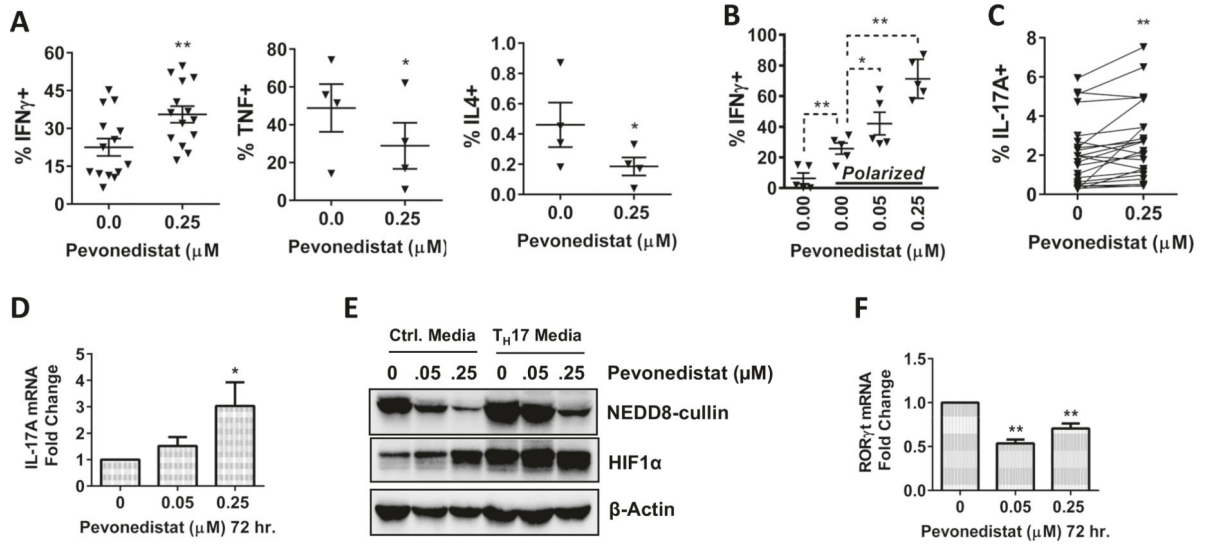 A
% IFNγ+
60
45
30
15
0
**
0.0 0.25
Pevonedistat (μM
% TNF+
80
60
40
20
0
*
0.0 0.25
Pevonedistat (μM)
% IL4+
1.0
0.8
0.6
0.4
0.2
0.0
*
0.0 0.25
Pevonedistat (μM)
B
% IFNγ+
100
80
60
40
20
0
**
*
**
Polarized
0.00 0.00 0.05 0.25
Pevonedistat (μM)
C
% IL-17A+
8
6
4
2
0
**
0 0.25
Pevonedistat (μM)
D
IL-17A mRNA
Fold Change
5
4
3
2
1
0
*
0 0.05 0.25
Pevonedistat (μM) 72 hr.
E
Ctrl. Media TH17 Media
0 .05 .25 0 .05 .25 Pevonedistat (μM)
NEDD8-cullin
HIF1α
β-Actin
F
RORγt mRNA
Fold Change
1.5
1.0
0.5
0.0
** **
0 0.05 0.25
Pevonedistat (μM) 72 hr.